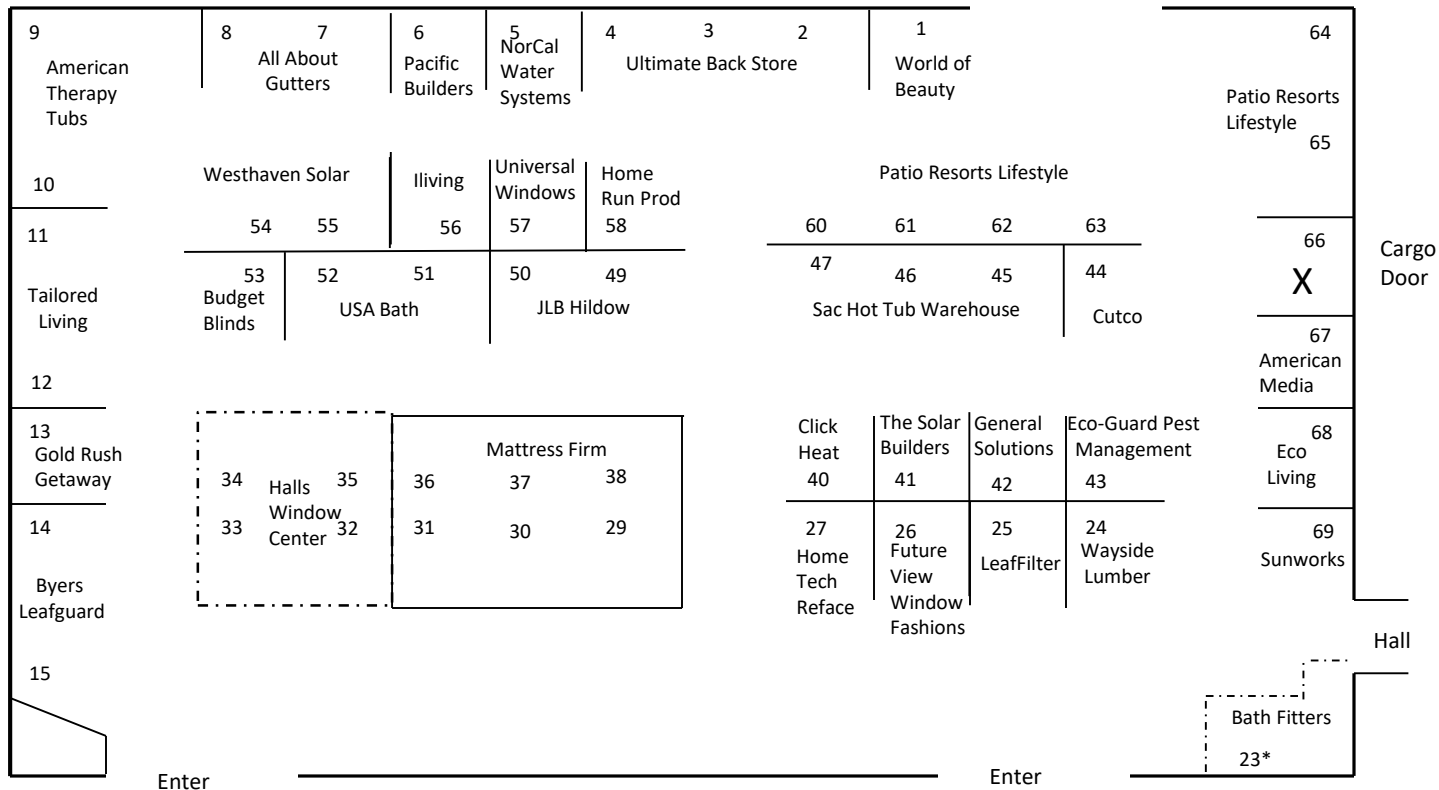 9
8
7
6
5
4
3
2
1
64
American
Therapy
Tubs
All About
Gutters
Pacific
Builders
NorCal
Water
Systems
Ultimate Back Store
World of
Beauty
Patio Resorts
Lifestyle
65
10
Westhaven Solar
Iliving
Universal
Windows
Home
Run Prod
Patio Resorts Lifestyle
11
54
55
56
57
58
60
61
62
63
66
X
Cargo
Door
53
52
51
50
49
47
46
45
44
Tailored
Living
Budget
Blinds
USA Bath
JLB Hildow
Sac Hot Tub Warehouse
Cutco
67
American
Media
12
13
Gold Rush
Getaway
34
35
Halls
Window
Center
33
32
Mattress Firm
36
37
38
31
30
29
Click
Heat
40
The Solar
Builders
41
General
Solutions
42
Eco-Guard Pest
Management
43
68
Eco
Living
14
Byers
Leafguard
27
Home
Tech
Reface
26
Future
View
Window
Fashions
25
LeafFilter
24
Wayside
Lumber
69
Sunworks
Hall
15
Bath Fitters
23*
Enter
Enter